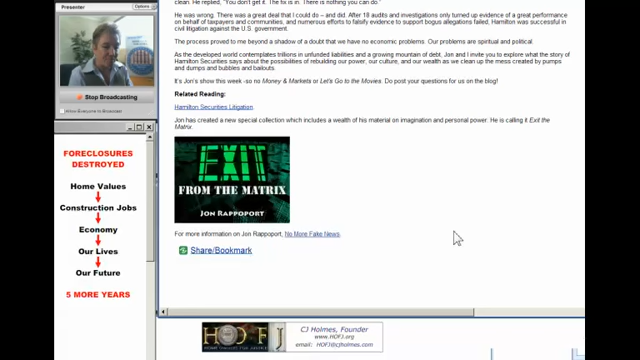 clean. He replied, "You don't get it. The fix is in. There is nothing you can do."
He was wrong. There was a great deal that I could do – and did. After 18 audits and investigations only turned up evidence of a great performance
on behalf of taxpayers and communities, and numerous efforts to falsify evidence to support bogus allegations failed, Hamilton was successful in
civil litigation against the U.S. government.
The process proved to me beyond a shadow of a doubt that we have no economic problems. Our problems are spiritual and political.
As the developed world contemplates trillions in unfunded liabilities and a growing mountain of debt, Jon and I invite you to explore what the story of
Hamilton Securities says about the possibilities of rebuilding our power, our culture, and our wealth as we clean up the mess created by pumps
and dumps and bubbles and bailouts.
It's Jon's show this week -so no Money & Markets or Let's Go to the Movies. Do post your questions for us on the blog!
Related Reading:
Hamilton Securities Litigation
Jon has created a new special collection which includes a wealth of his material on imagination and personal power. He is calling it Exit the
Matrix.
EXIT
FROM THE MATRIX
JON RAPPOPORT
For more information on Jon Rappoport, No More Fake News.
Share/Bookmark
Preview
Options
Stop Broadcasting
Allow Everyone to Broadcast
FORECLOSURES
DESTROYED
Home Values
Construction Jobs
Economy
Our Lives
Our Future
5 MORE YEARS
HOFJ
CJ Holmes, Founder
www.HOFJ.org
email: HOFJ@cjholmes.com